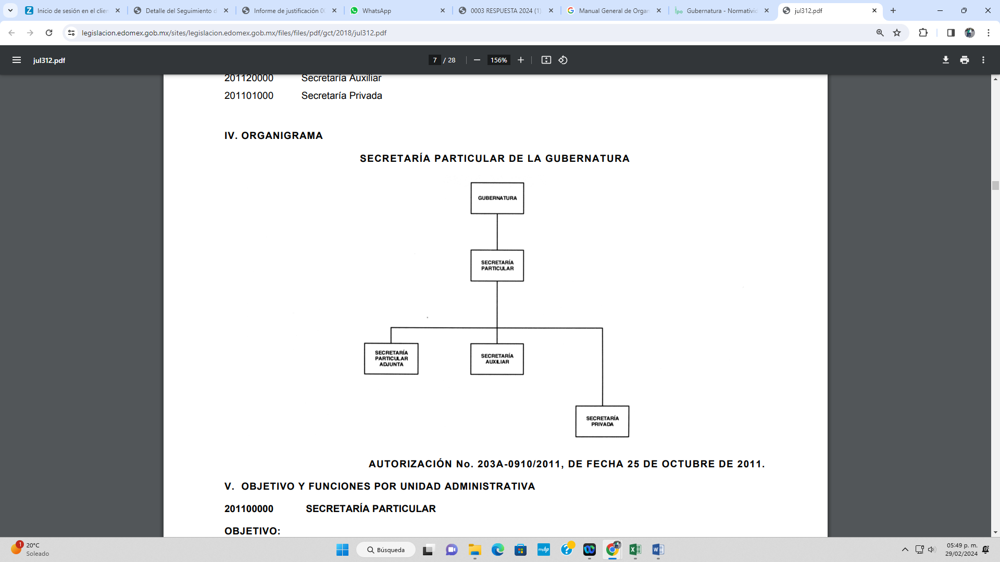 Inicio de sesión en el clien
Detalle del Seguimiento d
Informe de justificación 0
WhatsApp
0003 RESPUESTA 2024 (1)
Manual General de Organ
Gubernatura - Normativid
jul312.pdf
legislacion.edomex.gob.mx/sites/legislacion.edomex.gob.mx/files/files/pdf/gct/2018/jul312.pdf
jul312.pdf
7 / 28
156%
201120000 Secretaría Auxiliar
201101000 Secretaría Privada
IV. ORGANIGRAMA
SECRETARÍA PARTICULAR DE LA GUBERNATURA
GUBERNATURA
SECRETARÍA
PARTICULAR
SECRETARÍA
PARTICULAR
ADJUNTA
SECRETARÍA
AUXILIAR
SECRETARÍA
PRIVADA
AUTORIZACIÓN No. 203A-0910/2011, DE FECHA 25 DE OCTUBRE DE 2011.
V. OBJETIVO Y FUNCIONES POR UNIDAD ADMINISTRATIVA
201100000 SECRETARÍA PARTICULAR
OBJETIVO:
1
20°C
Soleado
Búsqueda
myhp
05:49 p. m.
29/02/2024